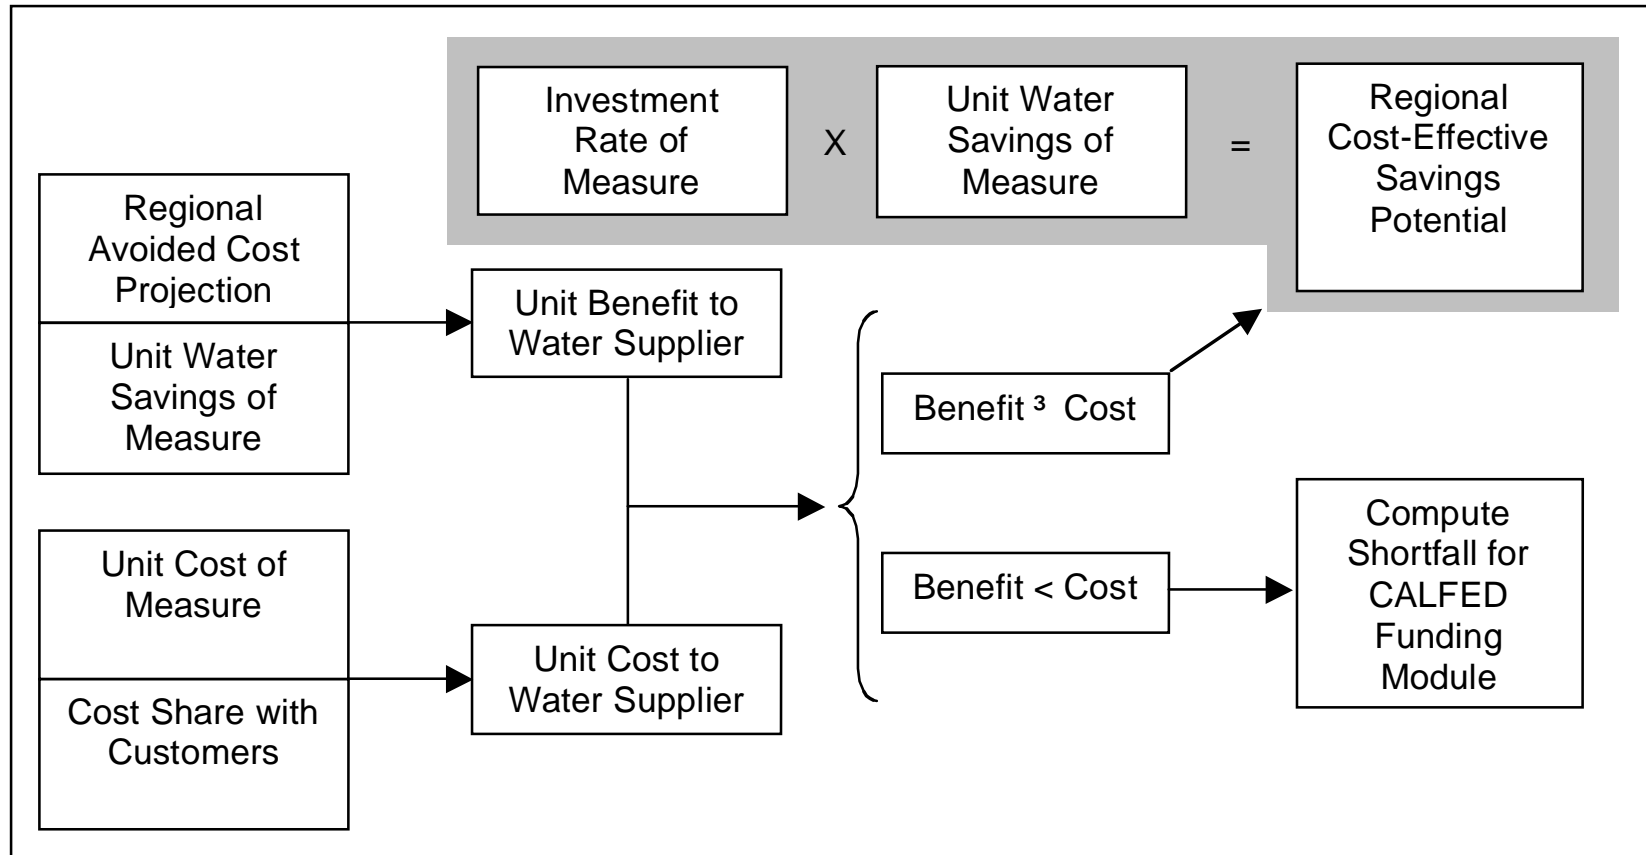 Investment
Rate of
Measure
X
Unit Water
Savings of
Measure
=
Regional
Cost-Effective
Savings
Potential
Regional
Avoided Cost
Projection
Unit Water
Savings of
Measure
Unit Benefit to
Water Supplier
Benefit ³ Cost
Unit Cost of
Measure
Cost Share with
Customers
Unit Cost to
Water Supplier
Benefit < Cost
Compute
Shortfall for
CALFED
Funding
Module